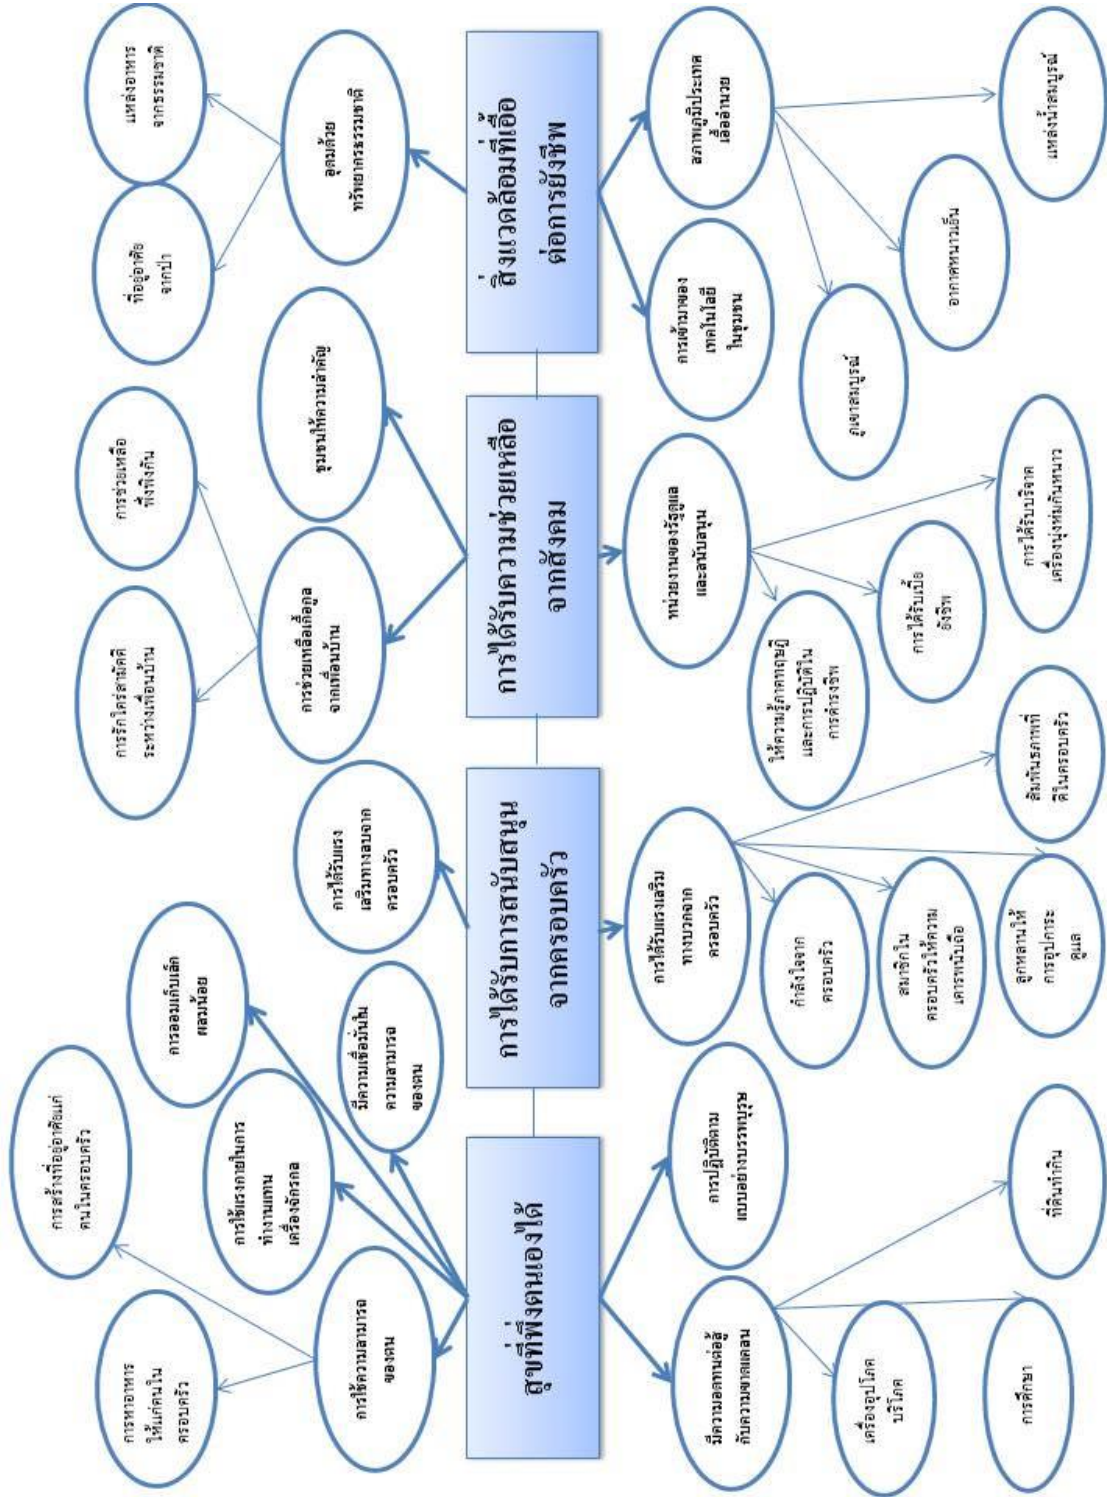 การหาอาหาร
ให้แก่คนใน
ครอบครัว
การสร้างที่อยู่อาศัยแก่
คนในครอบครัว
การใช้ความสามารถ
ของตน
การใช้แรงกายในการ
ทำงานแทน
เครื่องจักรกล
การออมเก็บเล็ก
ผสมน้อย
มีความเชื่อมั่นใน
ความสามารถ
ของตน
สุขที่พึ่งตนเองได้
มีความอดทนต่อสู้
กับความขาดแคลน
การปฏิบัติตาม
แบบอย่างบรรพบุรุษ
เครื่องอุปโภค
บริโภค
การศึกษา
ที่ดินทำกิน
การได้รับแรง
เสริมทางลบจาก
ครอบครัว
การได้รับการสนับสนุน
จากครอบครัว
การได้รับแรงเสริม
ทางบวกจาก
ครอบครัว
กำลังใจจาก
ครอบครัว
สมาชิกใน
ครอบครัวให้ความ
เคารพนับถือ
ลูกหลานให้
การอุปการะ
ดูแล
สัมพันธภาพที่
ดีในครอบครัว
การรักใคร่สามัคคี
ระหว่างเพื่อนบ้าน
การช่วยเหลือ
พึ่งพิงกัน
การช่วยเหลือเกื้อกูล
จากเพื่อนบ้าน
ชุมชนให้ความสำคัญ
การได้รับความช่วยเหลือ
จากสังคม
หน่วยงานของรัฐดูแล
และสนับสนุน
ให้ความรู้ภาคทฤษฎี
และการปฏิบัติใน
การดำรงชีพ
การได้รับเบี้ย
ยังชีพ
การได้รับบริจาค
เครื่องนุ่งห่มกันหนาว
ที่อยู่อาศัย
จากป่า
แหล่งอาหาร
จากธรรมชาติ
อุดมด้วย
ทรัพยากรธรรมชาติ
สิ่งแวดล้อมที่เอื้อ
ต่อการยังชีพ
การเข้ามาของ
เทคโนโลยี
ในชุมชน
สภาพภูมิประเทศ
เอื้ออำนวย
ภูเขาสมบูรณ์
อากาศหนาวเย็น
แหล่งน้ำสมบูรณ์